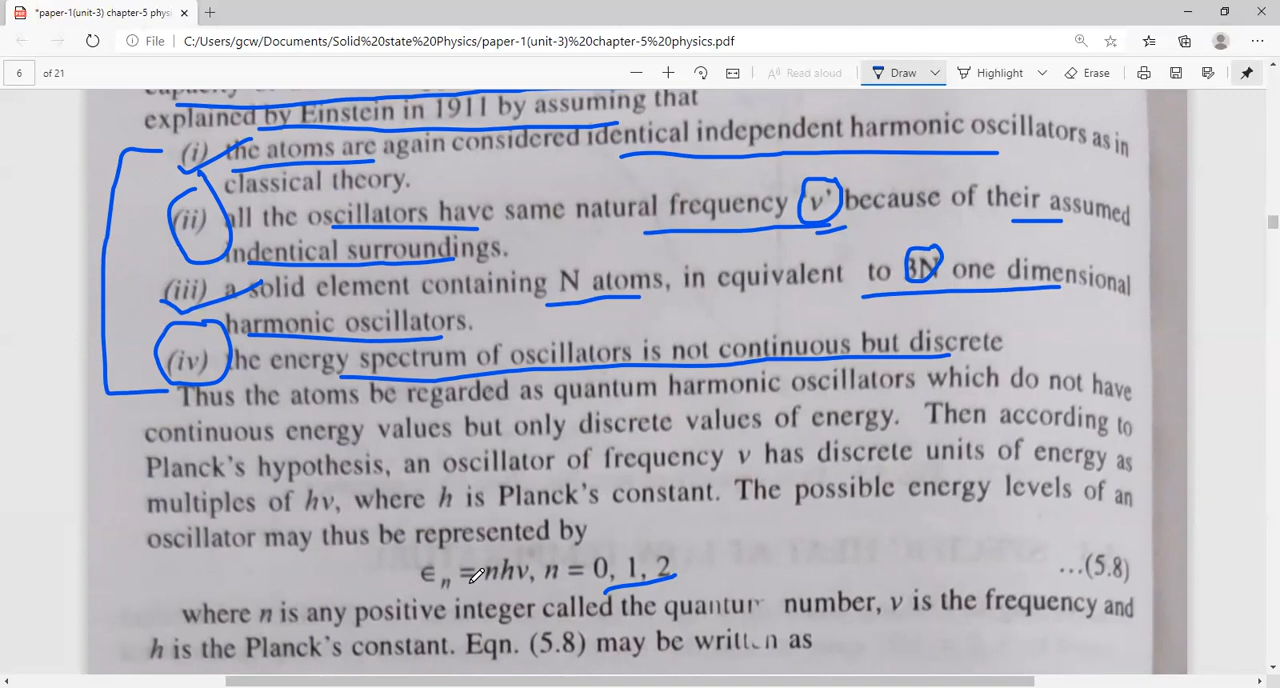 *paper-1(unit-3) chapter-5 physi
File C:/Users/gcw/Documents/Solid%20state%20Physics/paper-1(unit-3)%20chapter-5%20physics.pdf
6 of 21 Read aloud Draw Highlight Erase
explained by Einstein in 1911 by assuming that
(i) the atoms are again considered identical independent harmonic oscillators as in
classical theory.
(ii) all the oscillators have same natural frequency 'v' because of their assumed
indentical surroundings.
(iii) a solid element containing N atoms, in equivalent to 3N one dimensional
harmonic oscillators.
(iv) the energy spectrum of oscillators is not continuous but discrete
Thus the atoms be regarded as quantum harmonic oscillators which do not have
continuous energy values but only discrete values of energy. Then according to
Planck's hypothesis, an oscillator of frequency ν has discrete units of energy as
multiples of hν, where h is Planck's constant. The possible energy levels of an
oscillator may thus be represented by
ϵn = nhν, n = 0, 1, 2 ...(5.8)
where n is any positive integer called the quantum number, ν is the frequency and
h is the Planck's constant. Eqn. (5.8) may be written as